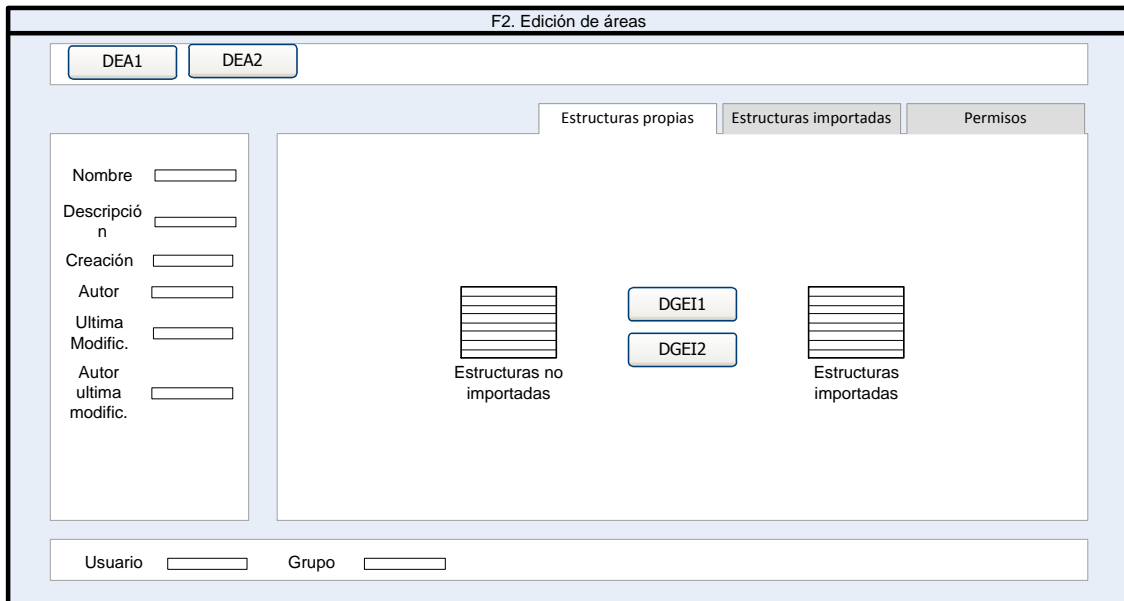 F2. Edición de áreas
DEA1
DEA2
Estructuras propias
Estructuras importadas
Permisos
Nombre
Descripció
n
Creación
Autor
Ultima
Modific.
Autor
ultima
modific.
DGEI1
DGEI2
Estructuras no
importadas
Estructuras
importadas
Usuario
Grupo